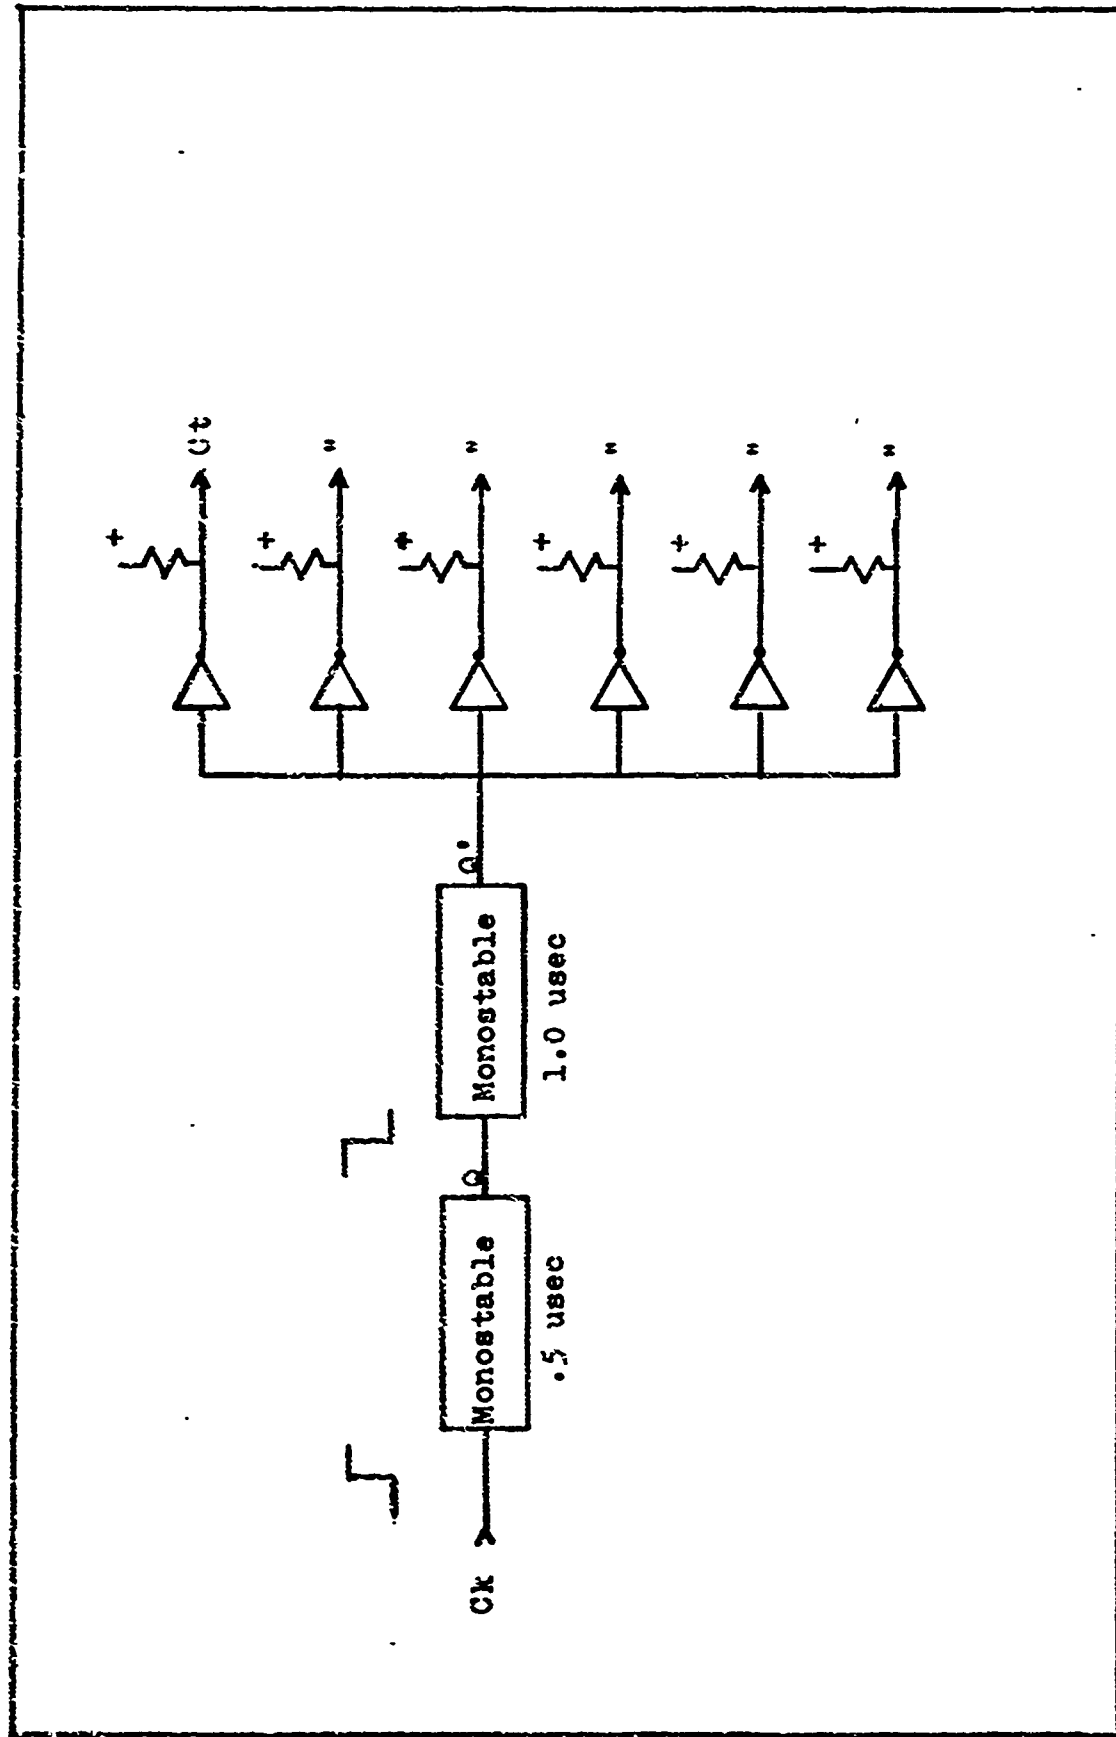 Ck
Monostable
.5 usec
Q
Monostable
1.0 usec
Q'
+
Ct
+
"
+
"
+
"
+
"
+
"